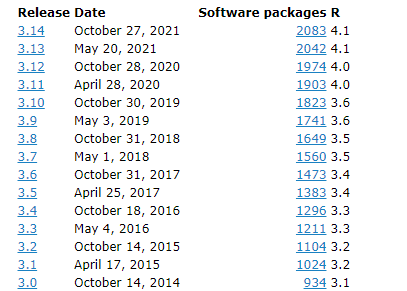 Release Date Software packages R
3.14 October 27, 2021 2083 4.1
3.13 May 20, 2021 2042 4.1
3.12 October 28, 2020 1974 4.0
3.11 April 28, 2020 1903 4.0
3.10 October 30, 2019 1823 3.6
3.9 May 3, 2019 1741 3.6
3.8 October 31, 2018 1649 3.5
3.7 May 1, 2018 1560 3.5
3.6 October 31, 2017 1473 3.4
3.5 April 25, 2017 1383 3.4
3.4 October 18, 2016 1296 3.3
3.3 May 4, 2016 1211 3.3
3.2 October 14, 2015 1104 3.2
3.1 April 17, 2015 1024 3.2
3.0 October 14, 2014 934 3.1